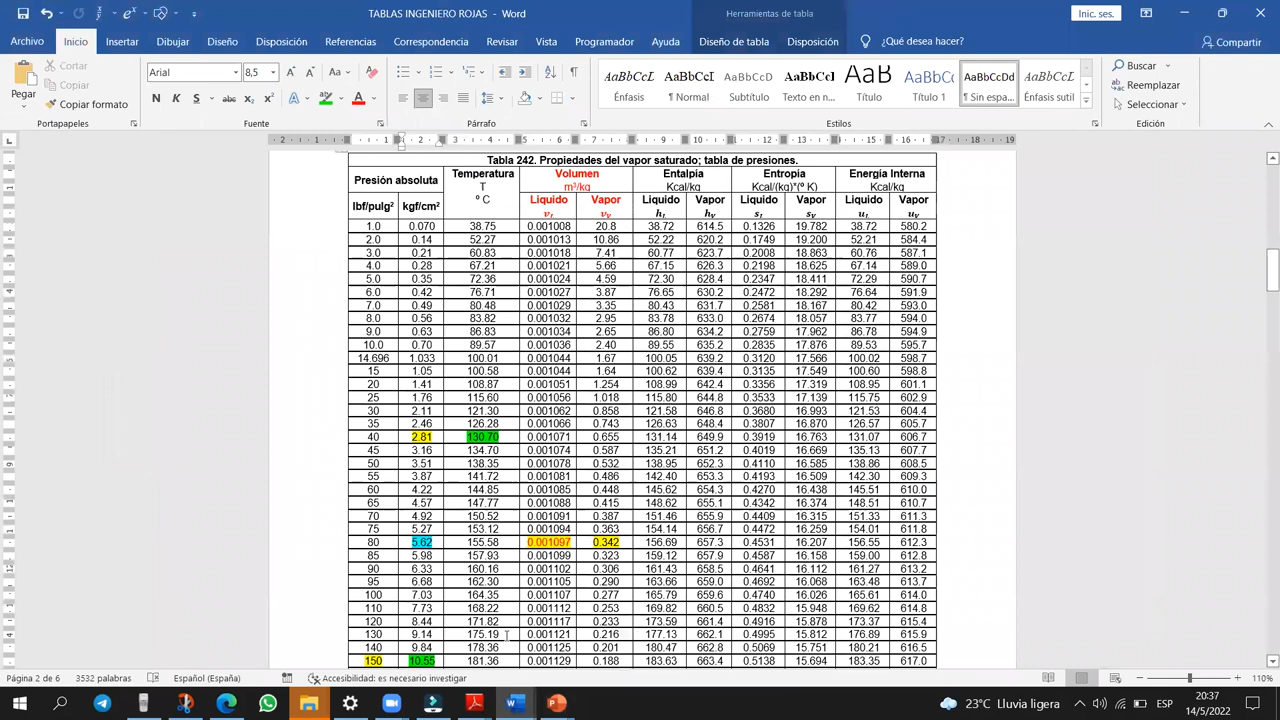 TABLAS INGENIERO ROJAS - Word
Herramientas de tabla
Inic. ses.
Archivo Inicio Insertar Dibujar Diseño Disposición Referencias Correspondencia Revisar Vista Programador Ayuda Diseño de tabla Disposición ¿Qué desea hacer? Compartir
Pegar
Cortar
Copiar
Copiar formato
Portapapeles
Arial 8,5
Fuente
Párrafo
AaBbCcL Énfasis
AaBbCcL ¶ Normal
AaBbCcD Subtítulo
AaBbCcl Texto en n...
AaB Título
AaBbC Título 1
AaBbCcDd ¶ Sin espa...
AaBbCcL Énfasis sutil
Estilos
Buscar
Reemplazar
Seleccionar
Edición
Tabla 242. Propiedades del vapor saturado; tabla de presiones.
Presión absoluta Temperatura Volumen Entalpia Entropia Energía Interna
T m³/kg Kcal/kg Kcal/(kg)*(º K) Kcal/kg
lbf/pulg² kgf/cm² º C Liquido Vapor Liquido Vapor Liquido Vapor Liquido Vapor
vL vV hL hV sL sV uL uV
1.0 0.070 38.75 0.001008 20.8 38.72 614.5 0.1326 19.782 38.72 580.2
2.0 0.14 52.27 0.001013 10.86 52.22 620.2 0.1749 19.200 52.21 584.4
3.0 0.21 60.83 0.001018 7.41 60.77 623.7 0.2008 18.863 60.76 587.1
4.0 0.28 67.21 0.001021 5.66 67.15 626.3 0.2198 18.625 67.14 589.0
5.0 0.35 72.36 0.001024 4.59 72.30 628.4 0.2347 18.411 72.29 590.7
6.0 0.42 76.71 0.001027 3.87 76.65 630.2 0.2472 18.292 76.64 591.9
7.0 0.49 80.48 0.001029 3.35 80.43 631.7 0.2581 18.167 80.42 593.0
8.0 0.56 83.82 0.001032 2.95 83.78 633.0 0.2674 18.057 83.77 594.0
9.0 0.63 86.83 0.001034 2.65 86.80 634.2 0.2759 17.962 86.78 594.9
10.0 0.70 89.57 0.001036 2.40 89.55 635.2 0.2835 17.876 89.53 595.7
14.696 1.033 100.01 0.001044 1.67 100.05 639.2 0.3120 17.566 100.02 598.7
15 1.05 100.58 0.001044 1.64 100.62 639.4 0.3135 17.549 100.60 598.8
20 1.41 108.87 0.001051 1.254 108.99 642.4 0.3356 17.319 108.95 601.1
25 1.76 115.60 0.001056 1.018 115.80 644.8 0.3533 17.139 115.75 602.9
30 2.11 121.30 0.001062 0.858 121.58 646.8 0.3680 16.993 121.53 604.4
35 2.46 126.28 0.001066 0.743 126.63 648.4 0.3807 16.870 126.57 605.7
40 2.81 130.70 0.001071 0.655 131.14 649.9 0.3919 16.763 131.07 606.7
45 3.16 134.70 0.001074 0.587 135.21 651.2 0.4019 16.669 135.13 607.7
50 3.51 138.35 0.001078 0.532 138.95 652.3 0.4110 16.585 138.86 608.5
55 3.87 141.72 0.001081 0.486 142.40 653.3 0.4193 16.509 142.30 609.3
60 4.22 144.85 0.001085 0.448 145.62 654.3 0.4270 16.438 145.51 610.0
65 4.57 147.77 0.001088 0.415 148.62 655.1 0.4342 16.374 148.51 610.7
70 4.92 150.52 0.001091 0.387 151.46 655.9 0.4409 16.315 151.33 611.3
75 5.27 153.12 0.001094 0.363 154.14 656.7 0.4472 16.259 154.01 611.8
80 5.62 155.58 0.001097 0.342 156.69 657.3 0.4531 16.207 156.55 612.3
85 5.98 157.93 0.001099 0.323 159.12 657.9 0.4587 16.158 159.00 612.8
90 6.33 160.16 0.001102 0.306 161.43 658.5 0.4641 16.112 161.27 613.2
95 6.68 162.30 0.001105 0.290 163.66 659.0 0.4692 16.068 163.48 613.7
100 7.03 164.35 0.001107 0.277 165.79 659.6 0.4740 16.026 165.61 614.0
110 7.73 168.22 0.001112 0.253 169.82 660.5 0.4832 15.948 169.62 614.8
120 8.44 171.82 0.001117 0.233 173.59 661.4 0.4916 15.878 173.37 615.4
130 9.14 175.19 0.001121 0.216 177.13 662.1 0.4995 15.812 176.89 615.9
140 9.84 178.36 0.001125 0.201 180.47 662.8 0.5069 15.751 180.21 616.5
150 10.55 181.36 0.001129 0.188 183.63 663.4 0.5138 15.694 183.35 617.0
Página 2 de 6 3532 palabras Español (España) Accesibilidad: es necesario investigar 110%
23°C Lluvia ligera ESP 20:37
14/5/2022